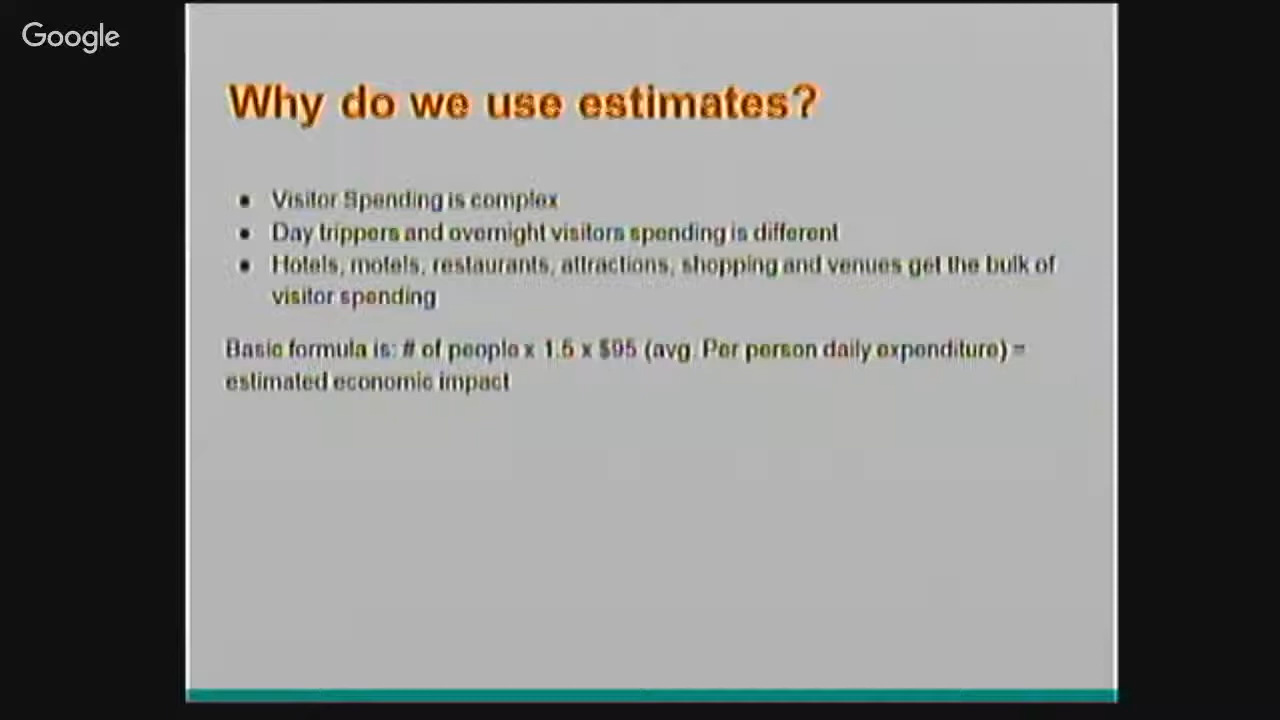 Google
Why do we use estimates?
● Visitor Spending is complex
● Day trippers and overnight visitors spending is different
● Hotels, motels, restaurants, attractions, shopping and venues get the bulk of
visitor spending
Basic formula is: # of people x 1.5 x $95 (avg. Per person daily expenditure) =
estimated economic impact